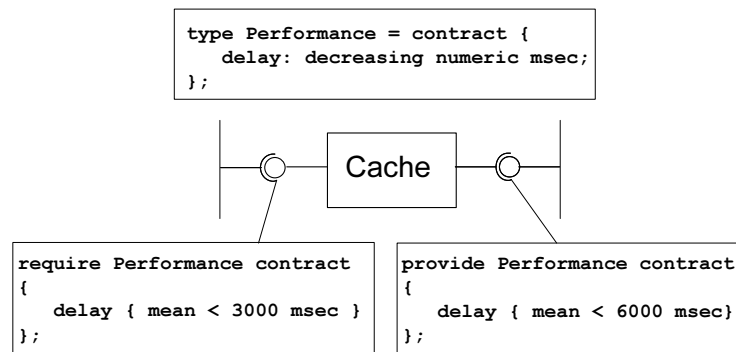 type Performance = contract {
delay: decreasing numeric msec;
};
Cache
require Performance contract
{
delay { mean < 3000 msec }
};
provide Performance contract
{
delay { mean < 6000 msec}
};